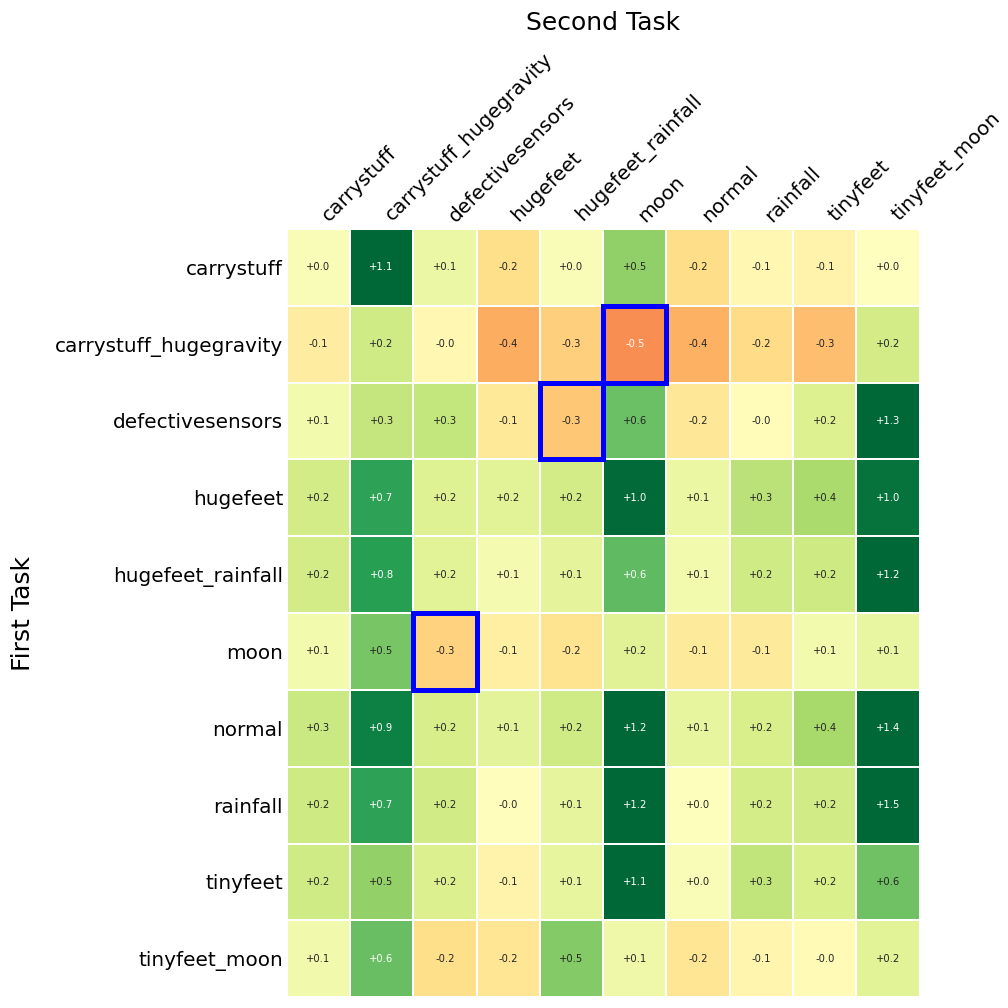 Second Task
carrystuff
carrystuff_hugegravity
defectivesensors
hugefeet
hugefeet_rainfall
moon
normal
rainfall
tinyfeet
tinyfeet_moon
First Task
carrystuff +0.0 +1.1 +0.1 -0.2 +0.0 +0.5 -0.2 -0.1 -0.1 +0.0
carrystuff_hugegravity -0.1 +0.2 -0.0 -0.4 -0.3 -0.5 -0.4 -0.2 -0.3 +0.2
defectivesensors +0.1 +0.3 +0.3 -0.1 -0.3 +0.6 -0.2 -0.0 +0.2 +1.3
hugefeet +0.2 +0.7 +0.2 +0.2 +0.2 +1.0 +0.1 +0.3 +0.4 +1.0
hugefeet_rainfall +0.2 +0.8 +0.2 +0.1 +0.1 +0.6 +0.1 +0.2 +0.2 +1.2
moon +0.1 +0.5 -0.3 -0.1 -0.2 +0.2 -0.1 -0.1 +0.1 +0.1
normal +0.3 +0.9 +0.2 +0.1 +0.2 +1.2 +0.1 +0.2 +0.4 +1.4
rainfall +0.2 +0.7 +0.2 -0.0 +0.1 +1.2 +0.0 +0.2 +0.2 +1.5
tinyfeet +0.2 +0.5 +0.2 -0.1 +0.1 +1.1 +0.0 +0.3 +0.2 +0.6
tinyfeet_moon +0.1 +0.6 -0.2 -0.2 +0.5 +0.1 -0.2 -0.1 -0.0 +0.2